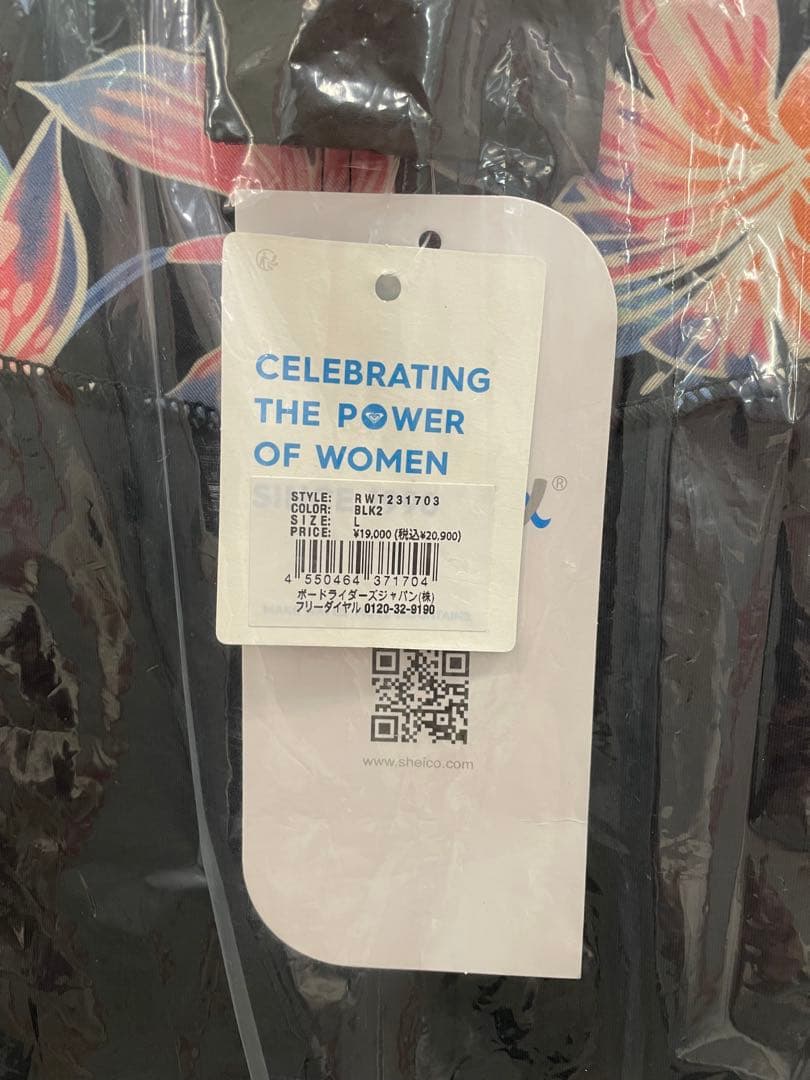 CELEBRATING
THE POWER
OF WOMEN
STYLE: RWT231703
COLOR: BLK2
SIZE: L
PRICE: ¥19,000 (税込¥20,900)
4 550464 371704
ボードライダーズジャパン(株)
フリーダイヤル 0120-32-9190
®
www.sheico.com